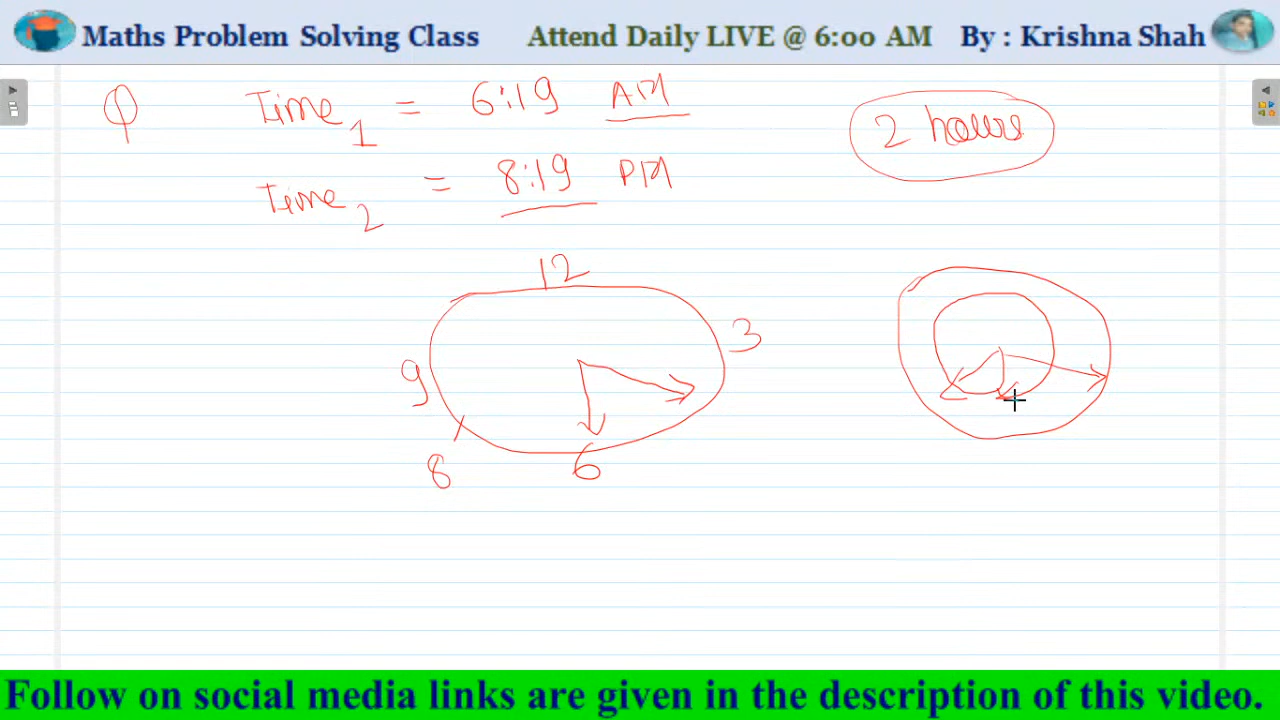 Maths Problem Solving Class Attend Daily LIVE @ 6:00 AM By : Krishna Shah
Q Time1 = 6:19 AM
2 hours
Time2 = 8:19 PM
12
3
9
8
6
Follow on social media links are given in the description of this video.